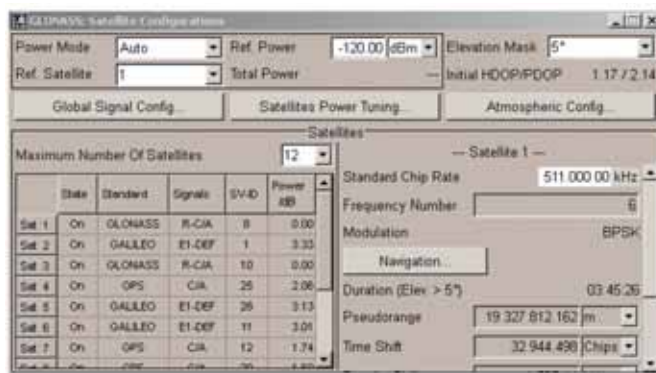 GLONASS: Satellite Configurations
Power Mode Auto Ref. Power -120.00 dBm Elevation Mask 5°
Ref. Satellite 1 Total Power --- Initial HDOP/PDOP 1.17 / 2.14
Global Signal Config... Satellites Power Tuning... Atmospheric Config...
Satellites
Maximum Number Of Satellites 12
State Standard Signals SV-ID Power /dB
Sat 1 On GLONASS R-C/A 8 0.00
Sat 2 On GALILEO E1-DEF 1 3.33
Sat 3 On GLONASS R-C/A 10 0.00
Sat 4 On GPS C/A 25 2.06
Sat 5 On GALILEO E1-DEF 26 3.13
Sat 6 On GALILEO E1-DEF 11 3.01
Sat 7 On GPS C/A 12 1.74
--- Satellite 1 ---
Standard Chip Rate 511.000 00 kHz
Frequency Number 6
Modulation BPSK
Navigation...
Duration (Elev. > 5°) 03:45:26
Pseudorange 19 327 812.162 m
Time Shift 32 944.498 Chips